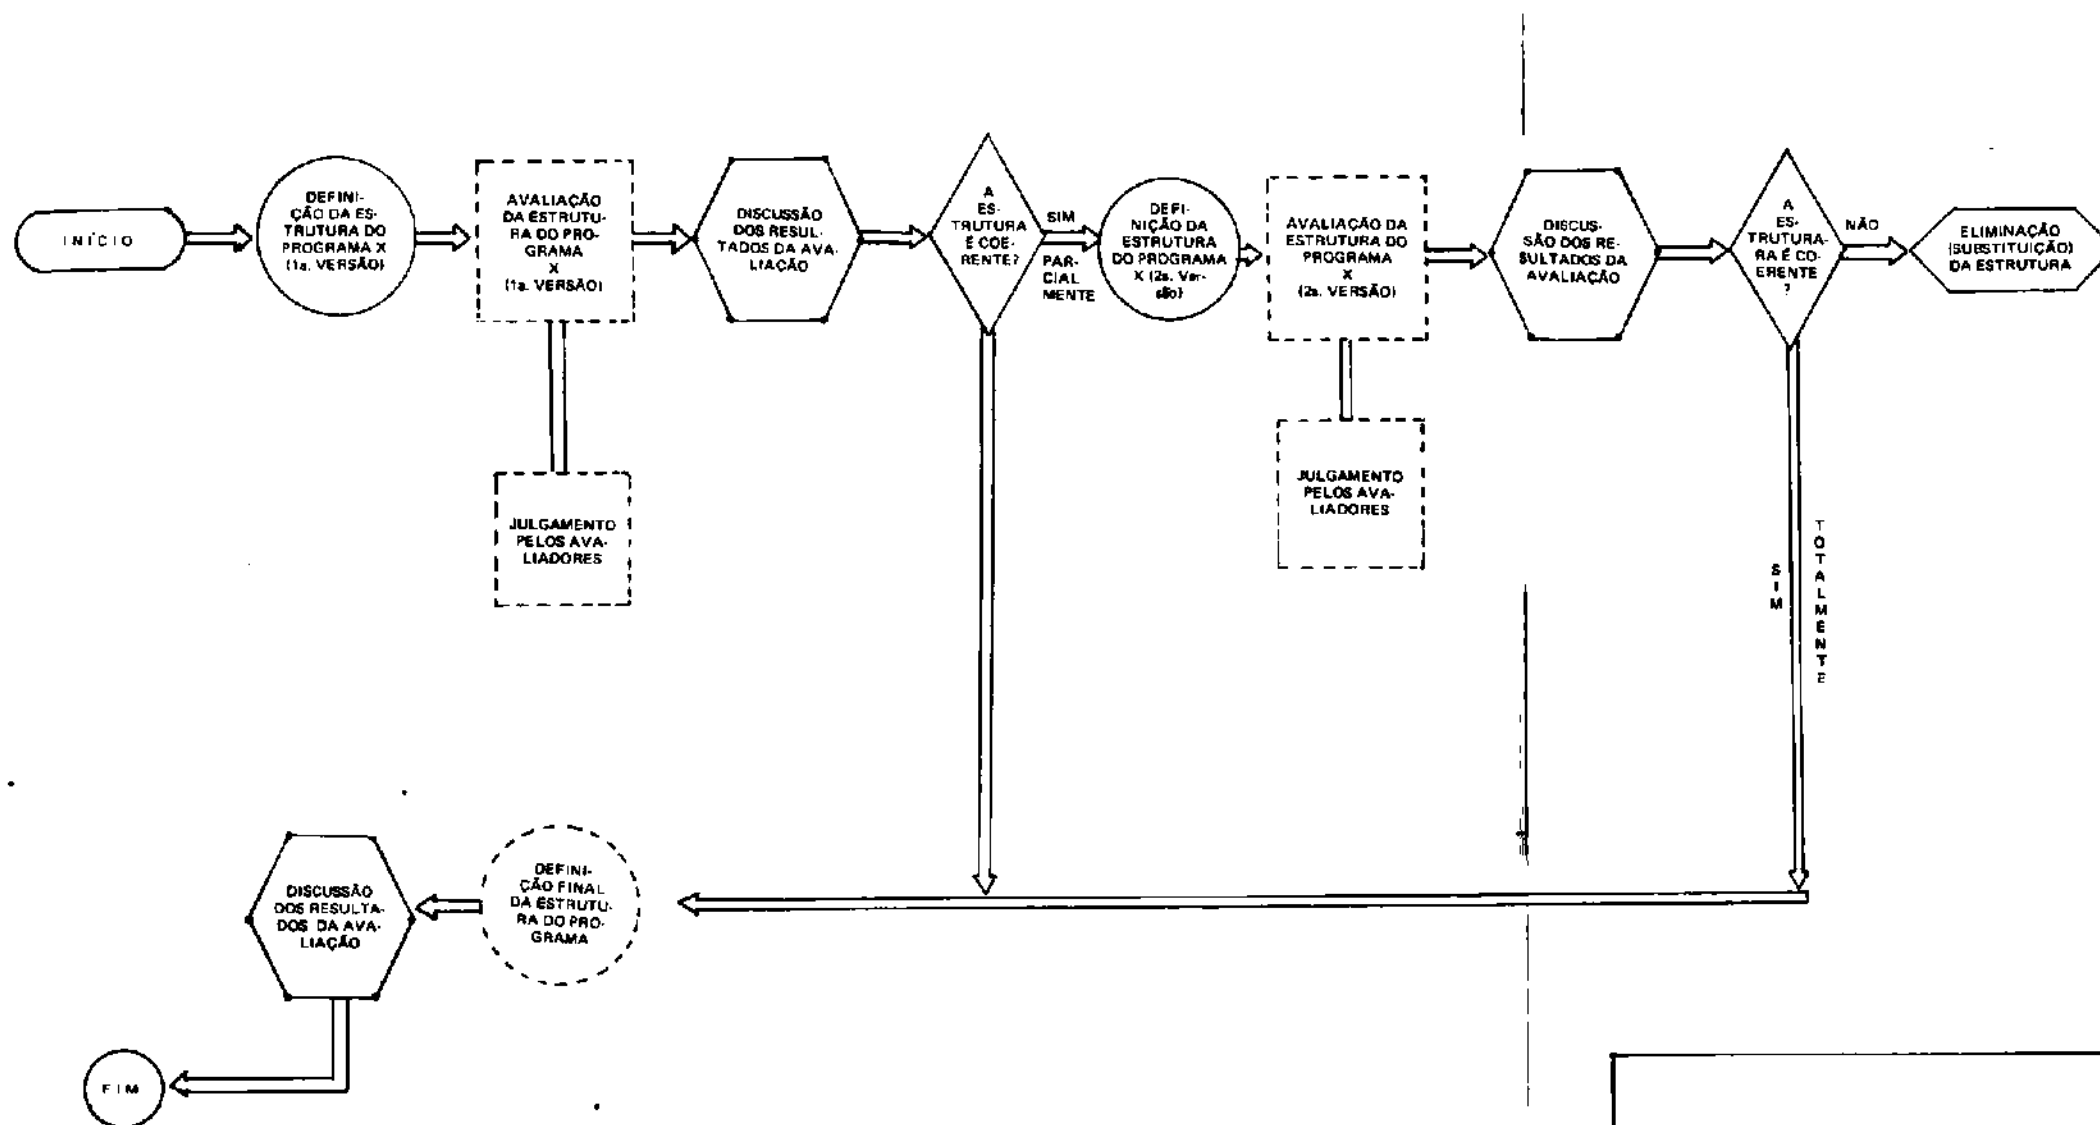 INÍCIO
DEFINI-
ÇÃO DA ES-
TRUTURA DO
PROGRAMA X
(1a. VERSÃO)
AVALIAÇÃO
DA ESTRUTU-
RA DO PRO-
GRAMA
X
(1a. VERSÃO)
JULGAMENTO
PELOS AVA-
LIADORES
DISCUSSÃO
DOS RESUL-
TADOS DA AVA-
LIAÇÃO
A
ES-
TRUTURA
É COE-
RENTE?
SIM
PAR-
CIAL
MENTE
DEFI-
NIÇÃO DA
ESTRUTURA
DO PROGRAMA
X (2a. Ver-
são)
AVALIAÇÃO DA
ESTRUTURA DO
PROGRAMA
X
(2a. VERSÃO)
JULGAMENTO
PELOS AVA-
LIADORES
DISCUS-
SÃO DOS RE-
SULTADOS DA
AVALIAÇÃO
A
ES-
TRUTURA-
RA É CO-
ERENTE
?
NÃO
ELIMINAÇÃO
(SUBSTITUIÇÃO)
DA ESTRUTURA
SIM
TOTALMENTE
DEFINI-
ÇÃO FINAL
DA ESTRUTU-
RA DO PRO-
GRAMA
DISCUSSÃO
DOS RESULTA-
DOS DA AVA-
LIAÇÃO
FIM